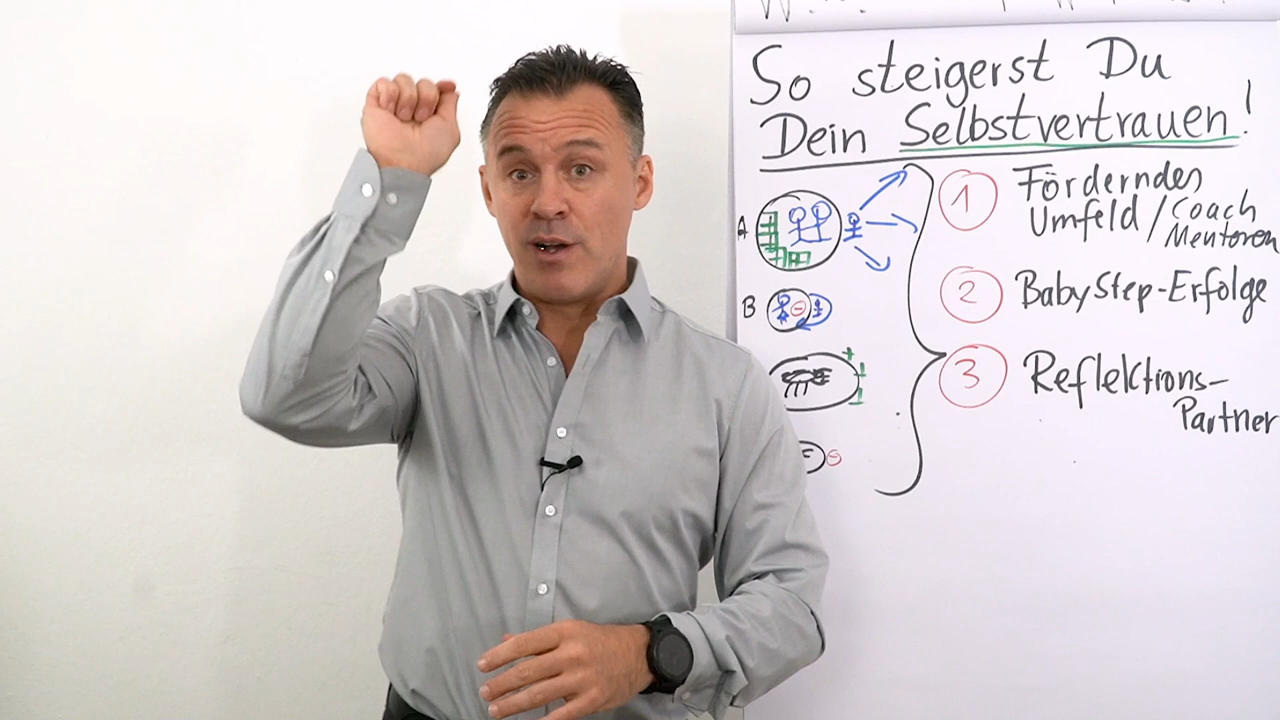 So steigerst Du
Dein Selbstvertrauen!
1 Förderndes
Umfeld / Coach
Mentoren
A
B
2 BabyStep-Erfolge
3 Reflektions-
Partner